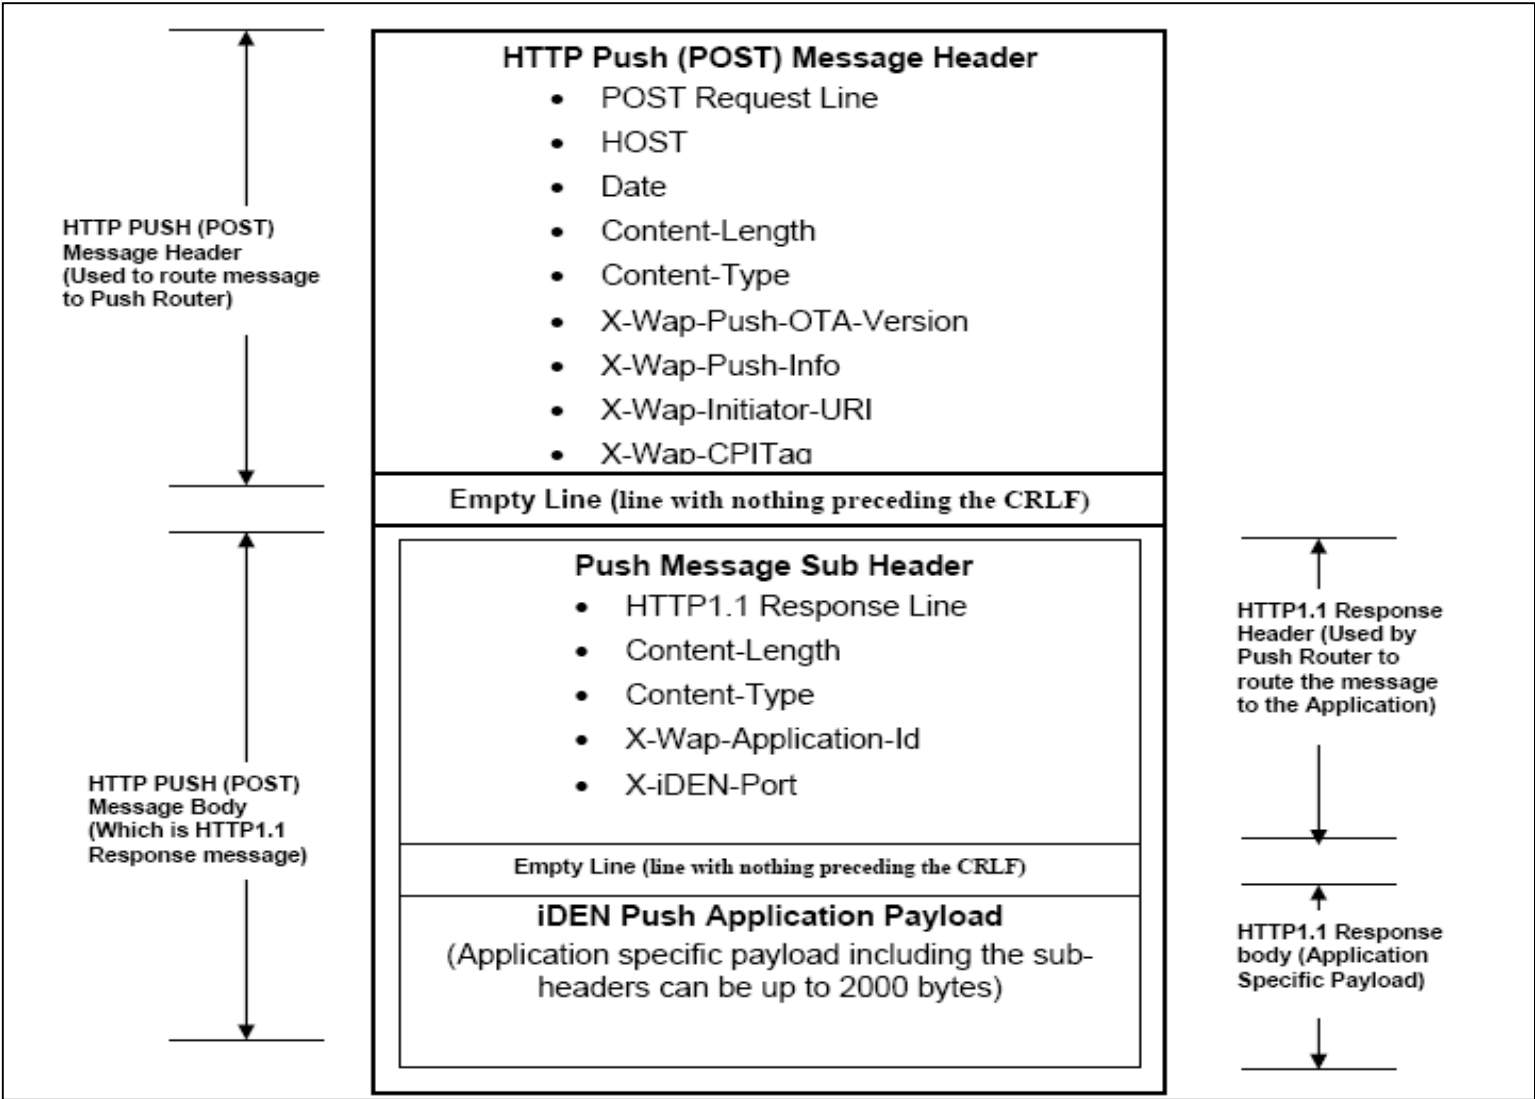 HTTP Push (POST) Message Header
• POST Request Line
• HOST
• Date
• Content-Length
• Content-Type
• X-Wap-Push-OTA-Version
• X-Wap-Push-Info
• X-Wap-Initiator-URI
• X-Wap-CPITag
HTTP PUSH (POST)
Message Header
(Used to route message
to Push Router)
Empty Line (line with nothing preceding the CRLF)
Push Message Sub Header
• HTTP1.1 Response Line
• Content-Length
• Content-Type
• X-Wap-Application-Id
• X-iDEN-Port
HTTP1.1 Response
Header (Used by
Push Router to
route the message
to the Application)
HTTP PUSH (POST)
Message Body
(Which is HTTP1.1
Response message)
Empty Line (line with nothing preceding the CRLF)
iDEN Push Application Payload
(Application specific payload including the sub-
headers can be up to 2000 bytes)
HTTP1.1 Response
body (Application
Specific Payload)